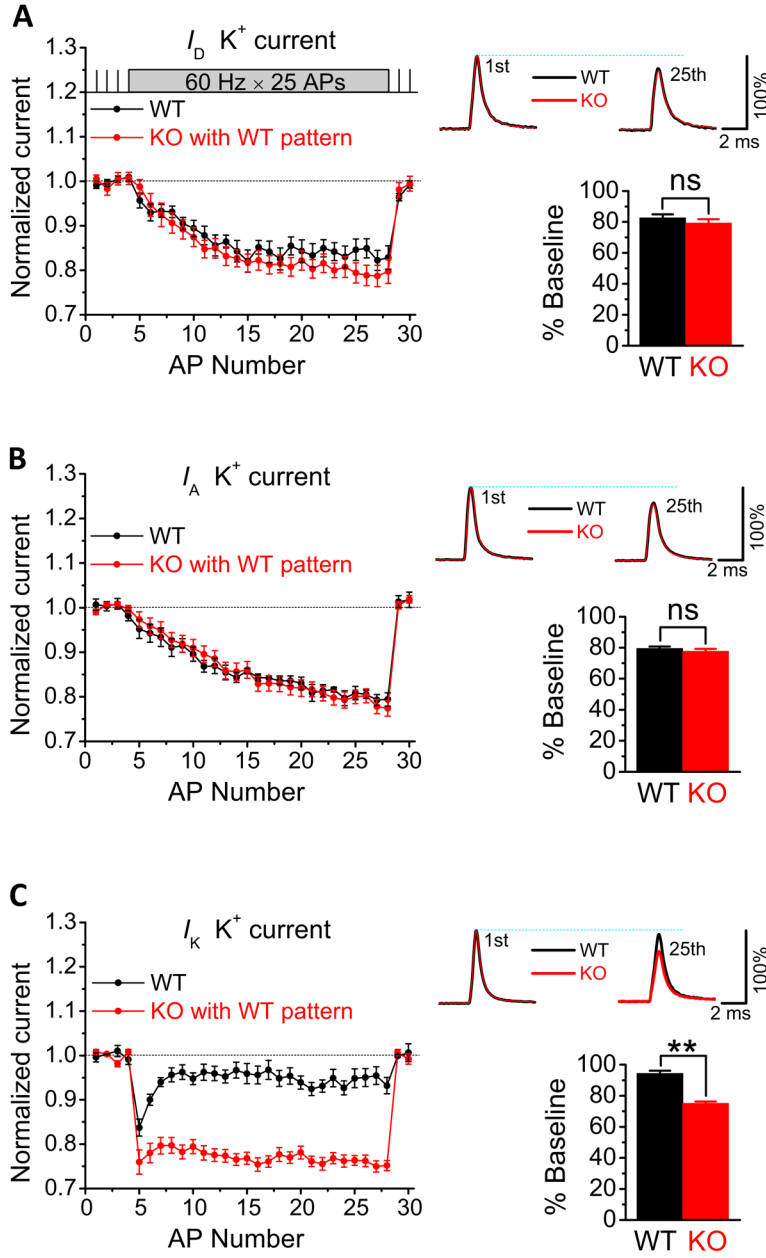 A
I_D K⁺ current
60 Hz × 25 APs
WT
KO with WT pattern
Normalized current
1.3
1.2
1.1
1.0
0.9
0.8
0.7
0 5 10 15 20 25 30
AP Number
1st
WT
KO
25th
100%
2 ms
ns
% Baseline
100
80
60
40
20
0
WT KO
B
I_A K⁺ current
WT
KO with WT pattern
Normalized current
1.3
1.2
1.1
1.0
0.9
0.8
0.7
0 5 10 15 20 25 30
AP Number
1st
WT
KO
25th
100%
2 ms
ns
% Baseline
100
80
60
40
20
0
WT KO
C
I_K K⁺ current
WT
KO with WT pattern
Normalized current
1.3
1.2
1.1
1.0
0.9
0.8
0.7
0 5 10 15 20 25 30
AP Number
1st
WT
KO
25th
100%
2 ms
**
% Baseline
100
80
60
40
20
0
WT KO